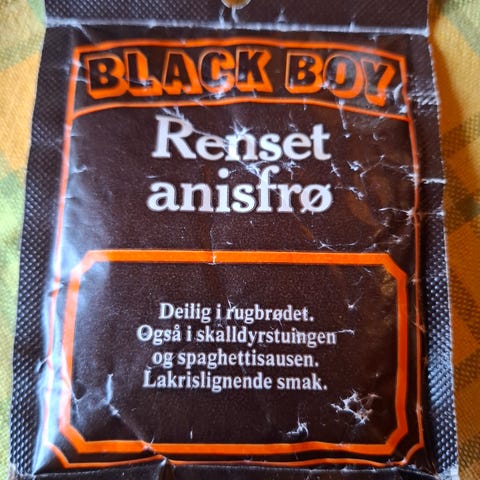 BLACK BOY
Renset
anisfrø
Deilig i rugbrødet.
Også i skalldyrstuingen
og spaghettisausen.
Lakrislignende smak.